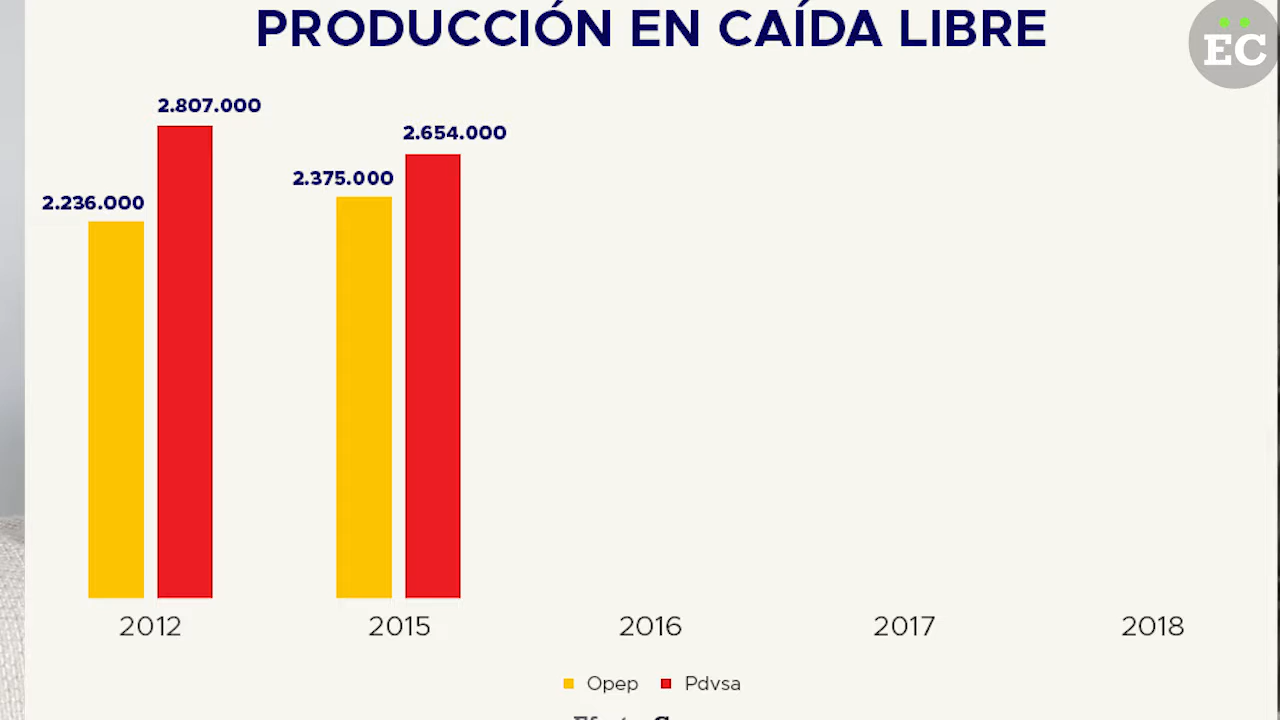 PRODUCCIÓN EN CAÍDA LIBRE
ËC
2.807.000
2.654.000
2.375.000
2.236.000
2012 2015 2016 2017 2018
Opep Pdvsa